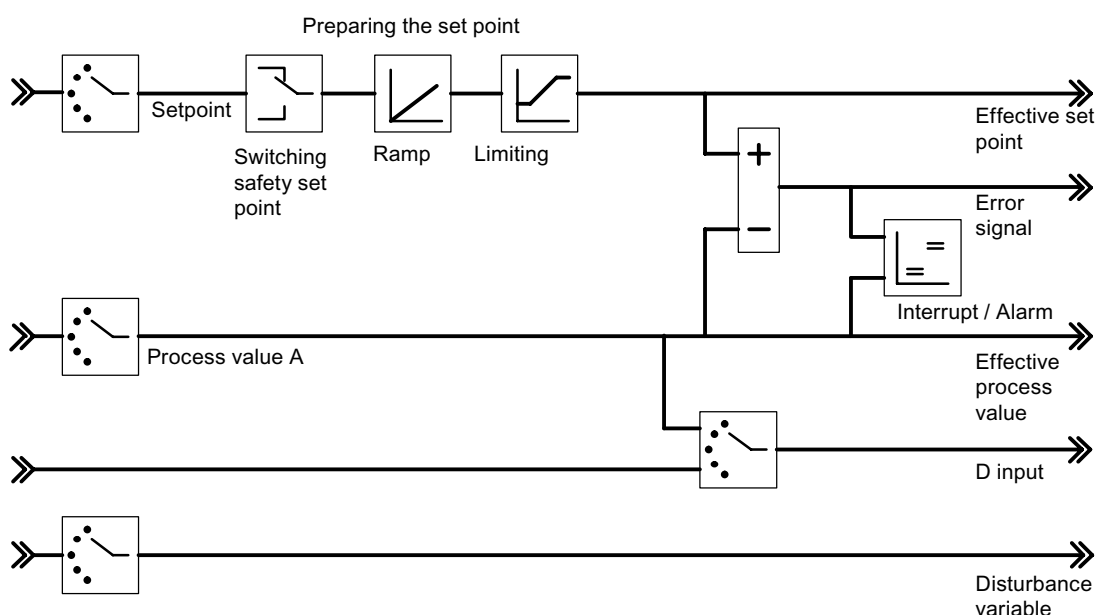 Preparing the set point
Setpoint
Switching
safety set
point
Ramp
Limiting
Effective set
point
+
−
Error
signal
Interrupt / Alarm
Process value A
Effective
process
value
D input
Disturbance
variable